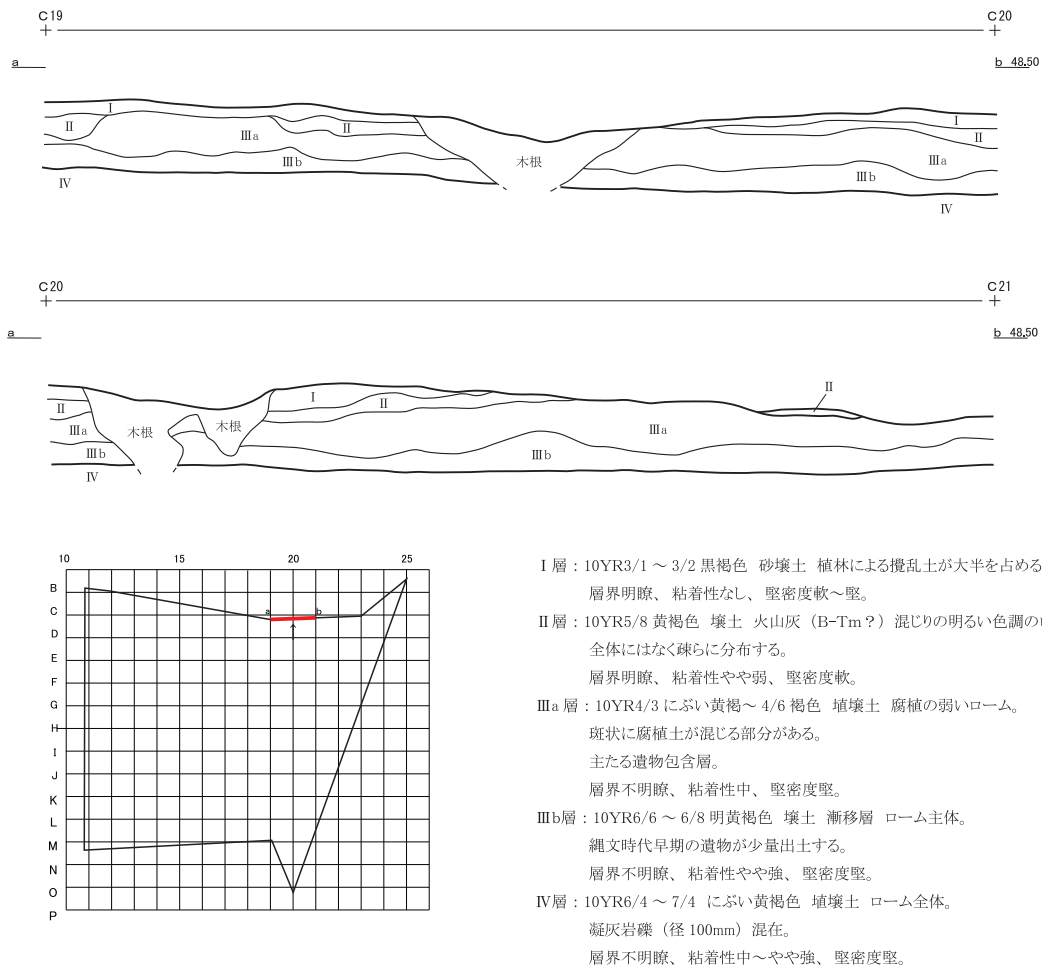 C19 C20
a b 48.50
I
II II I
IIIa II
木根 IIIa
IIIb IIIb
IV IV
C20 C21
a b 48.50
II
I
II II
IIIa 木根 木根 IIIa
IIIb IIIb
IV
10 15 20 25
B
C a b
D
E
F
G
H
I
J
K
L
M
N
O
P
I層：10YR3/1 ～ 3/2 黒褐色 砂壌土 植林による攪乱土が大半を占める
層界明瞭、粘着性なし、堅密度軟～堅。
II層：10YR5/8 黄褐色 壌土 火山灰（B-Tm？）混じりの明るい色調の
全体にはなく疎らに分布する。
層界明瞭、粘着性やや弱、堅密度軟。
IIIa層：10YR4/3 にぶい黄褐～ 4/6 褐色 埴壌土 腐植の弱いローム。
斑状に腐植土が混じる部分がある。
主たる遺物包含層。
層界不明瞭、粘着性中、堅密度堅。
IIIb層：10YR6/6 ～ 6/8 明黄褐色 壌土 漸移層 ローム主体。
縄文時代早期の遺物が少量出土する。
層界不明瞭、粘着性やや強、堅密度堅。
IV層：10YR6/4 ～ 7/4 にぶい黄褐色 埴壌土 ローム全体。
凝灰岩礫（径 100mm）混在。
層界不明瞭、粘着性中～やや強、堅密度堅。